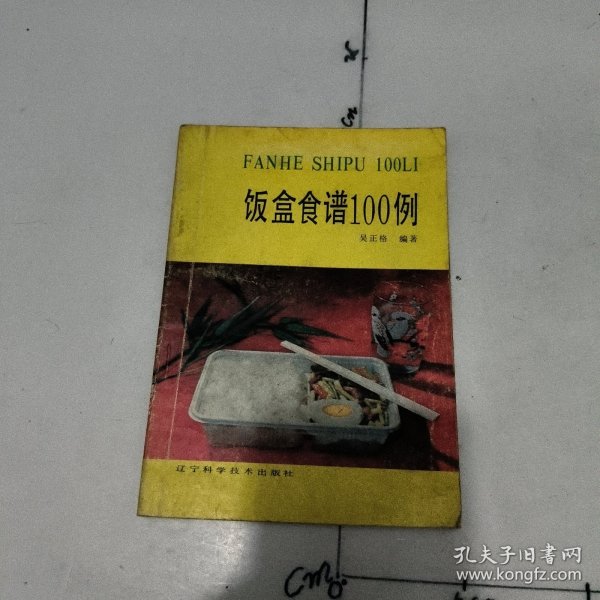 FANHE SHIPU 100LI
饭盒食谱100例
吴正格 编著
辽宁科学技术出版社
cm
孔夫子旧书网
www.kongfz.com